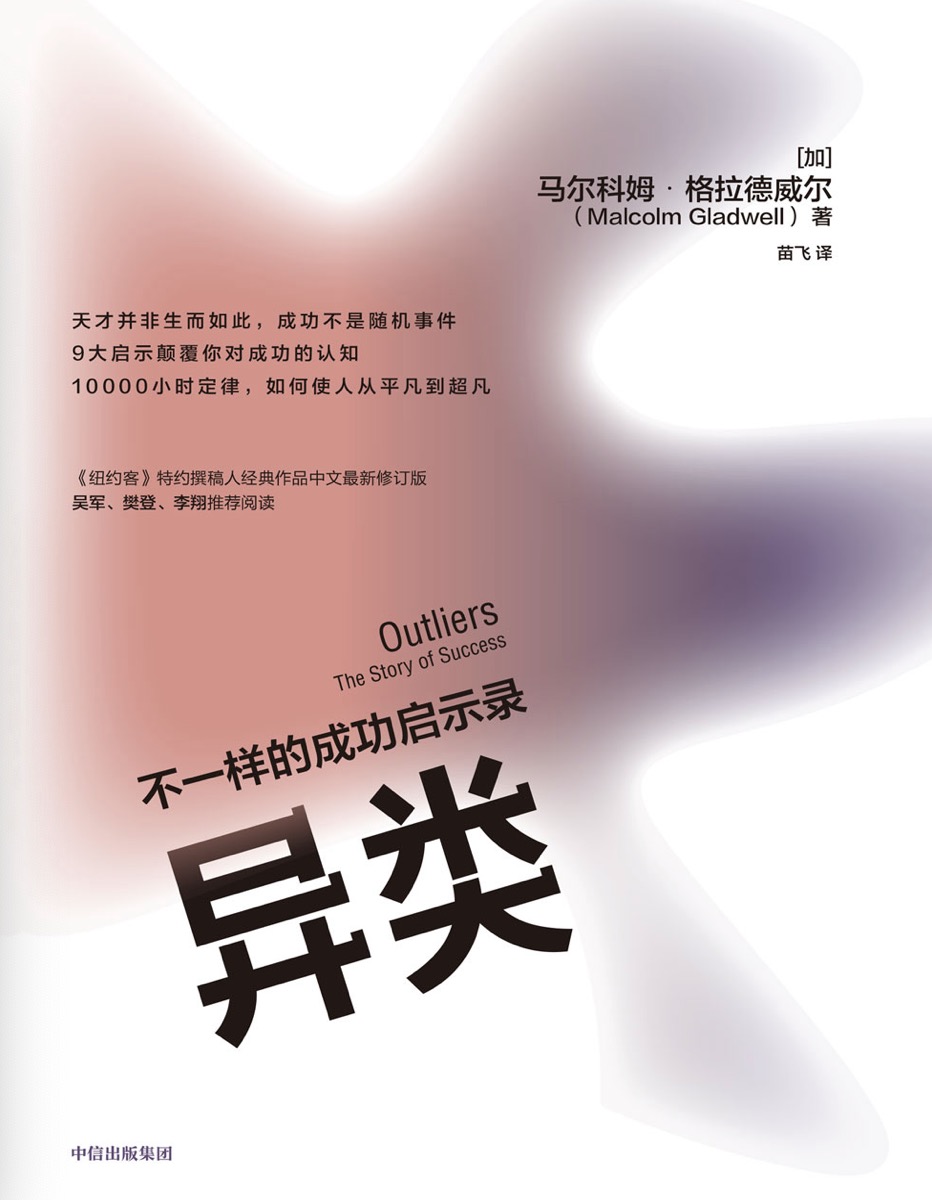 [加]
马尔科姆·格拉德威尔
（Malcolm Gladwell）著
苗飞 译
天才并非生而如此，成功不是随机事件
9大启示颠覆你对成功的认知
10000小时定律，如何使人从平凡到超凡
《纽约客》特约撰稿人经典作品中文最新修订版
吴军、樊登、李翔推荐阅读
Outliers
The Story of Success
不一样的成功启示录
异类
中信出版集团